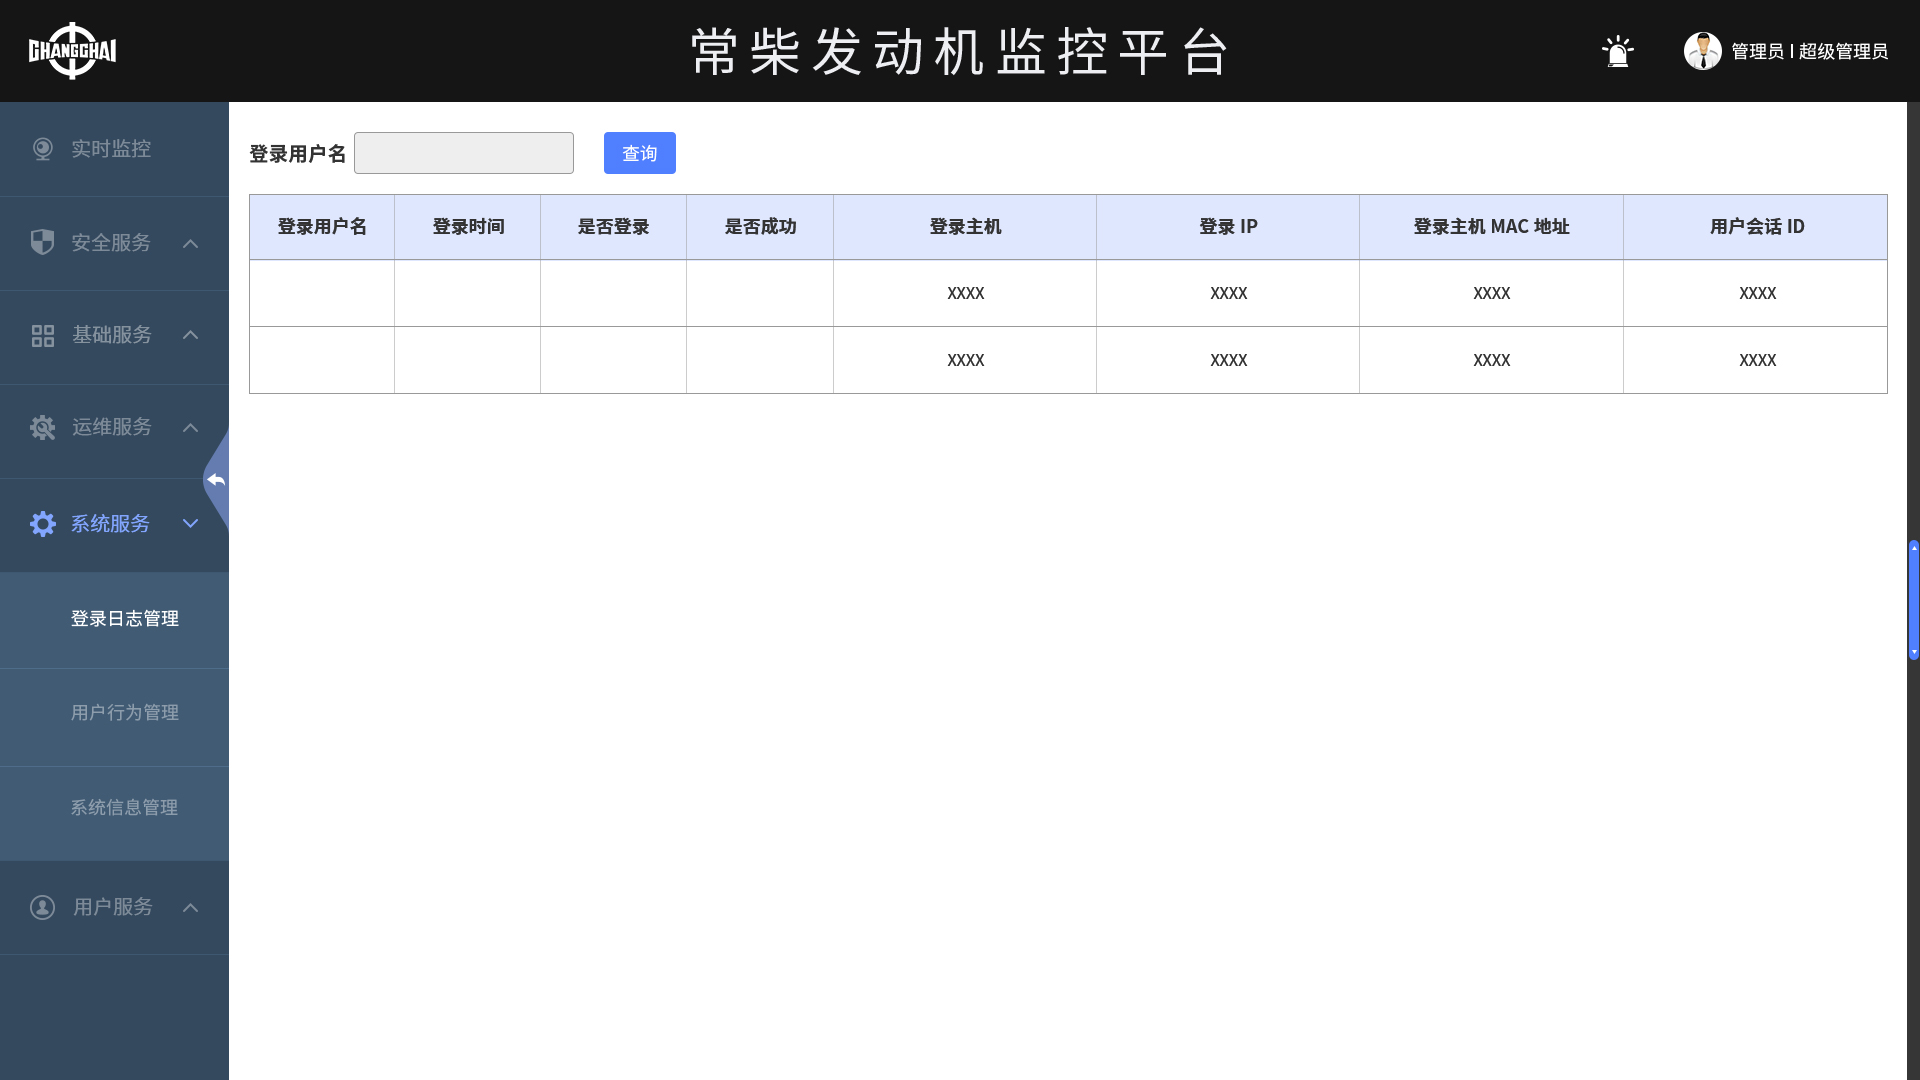 CHANGCHAI
常柴发动机监控平台
管理员 | 超级管理员
实时监控
安全服务
基础服务
运维服务
系统服务
登录日志管理
用户行为管理
系统信息管理
用户服务
登录用户名 查询
登录用户名 登录时间 是否登录 是否成功 登录主机 登录 IP 登录主机 MAC 地址 用户会话 ID
XXXX XXXX XXXX XXXX
XXXX XXXX XXXX XXXX